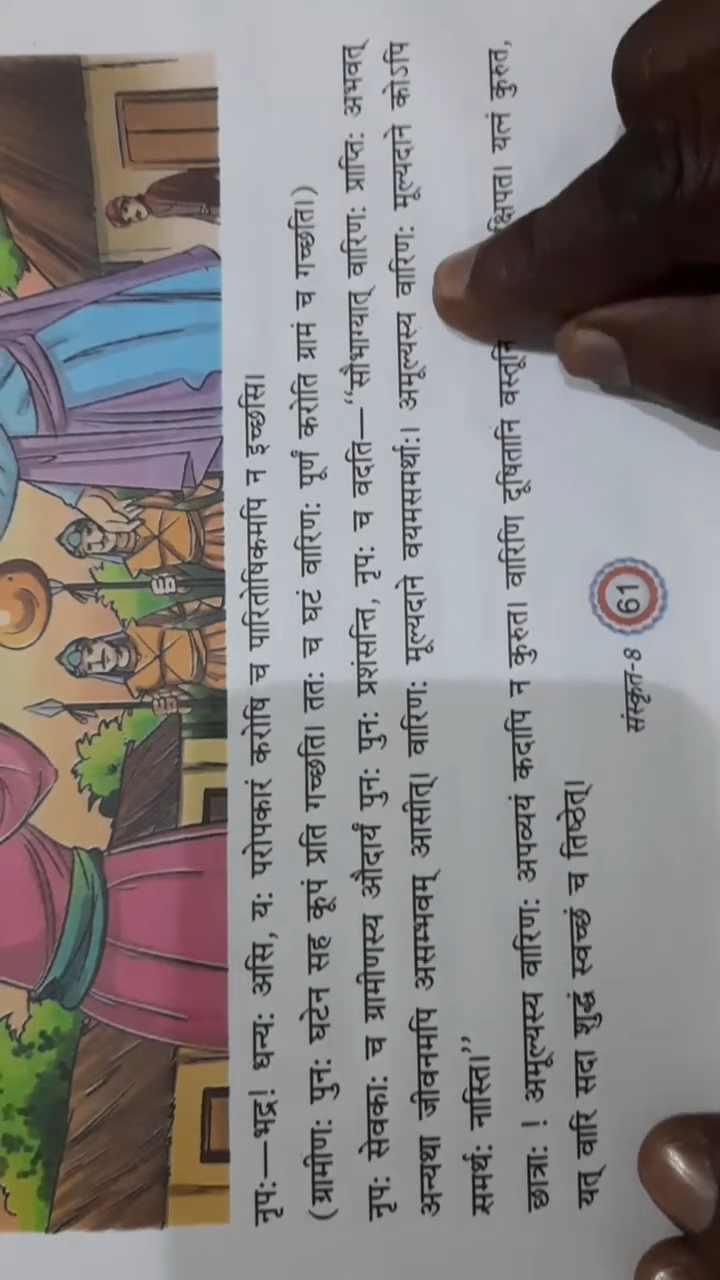 नृपः—भद्र! धन्यः असि, यः परोपकारं करोषि च पारितोषिकमपि न इच्छसि।
(ग्रामीणः पुनः घटेन सह कूपं प्रति गच्छति। ततः च घटं वारिणः पूर्णं करोति ग्रामं च गच्छति।)
नृपः सेवकाः च ग्रामीणस्य औदार्यं पुनः पुनः प्रशंसन्ति, नृपः च वदति—“सौभाग्यात् वारिणः प्राप्तिः अभवत्
अन्यथा जीवनमपि असम्भवम् आसीत्। वारिणः मूल्यदाने वयमसमर्थाः। अमूल्यस्य वारिणः मूल्यदाने कोऽपि
समर्थः नास्ति।”
छात्राः ! अमूल्यस्य वारिणः अपव्ययं कदापि न कुरुत। वारिणि दूषितानि वस्तूनि क्षिपत। यत्नं कुरुत,
यत् वारि सदा शुद्धं स्वच्छं च तिष्ठेत्।
संस्कृत-8
61